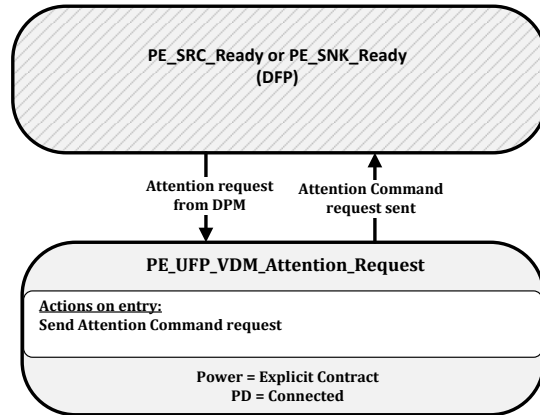 PE_SRC_Ready or PE_SNK_Ready
(DFP)
Attention request
from DPM
Attention Command
request sent
PE_UFP_VDM_Attention_Request
Actions on entry:
Send Attention Command request
Power = Explicit Contract
PD = Connected